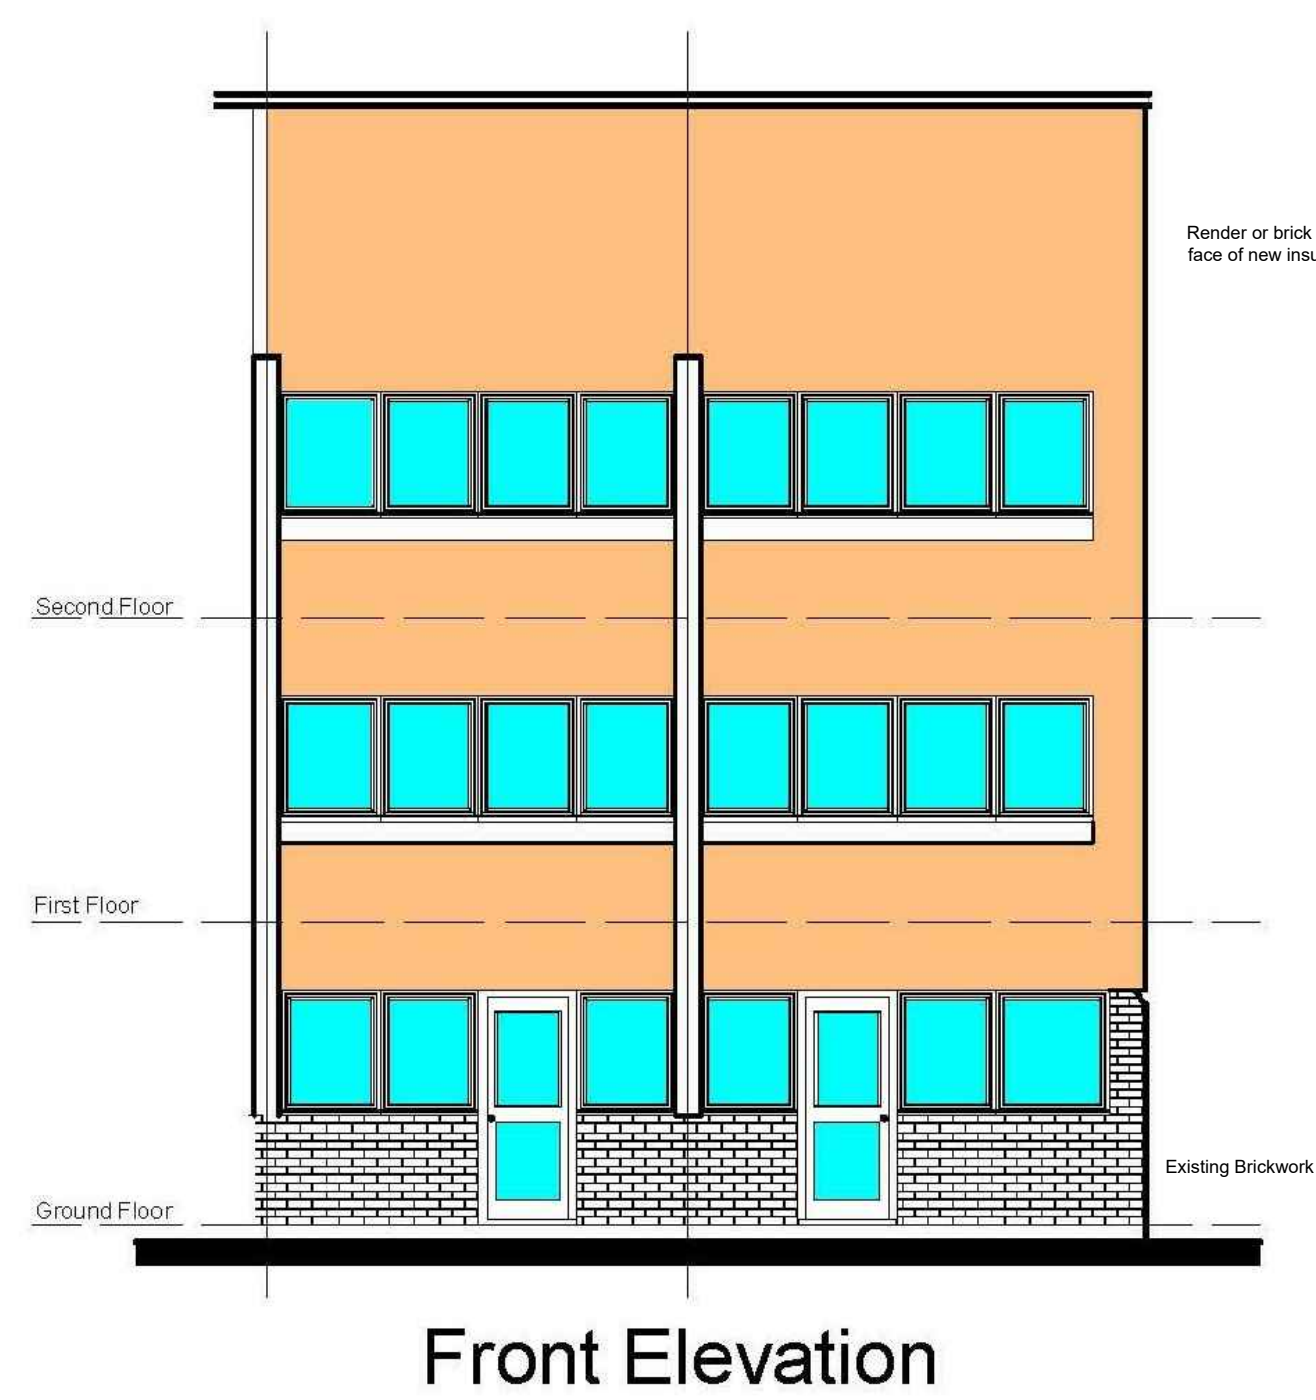 Render or brick
face of new insu
Second Floor
First Floor
Existing Brickwork
Ground Floor
Front Elevation